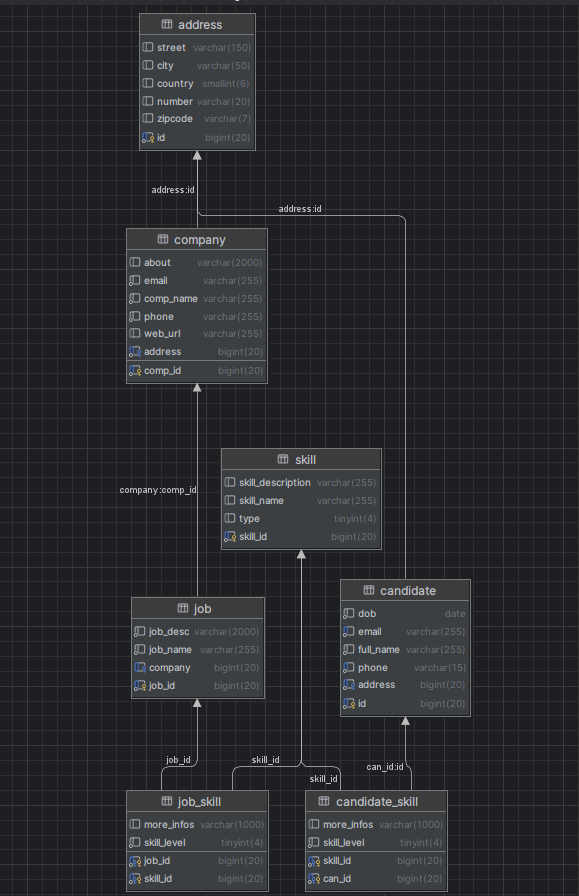 address
street varchar(150)
city varchar(50)
country smallint(6)
number varchar(20)
zipcode varchar(7)
id bigint(20)
address:id
address:id
company
about varchar(2000)
email varchar(255)
comp_name varchar(255)
phone varchar(255)
web_url varchar(255)
address bigint(20)
comp_id bigint(20)
company:comp_id
skill
skill_description varchar(255)
skill_name varchar(255)
type tinyint(4)
skill_id bigint(20)
job
job_desc varchar(2000)
job_name varchar(255)
company bigint(20)
job_id bigint(20)
candidate
dob date
email varchar(255)
full_name varchar(255)
phone varchar(15)
address bigint(20)
id bigint(20)
job_id
skill_id
skill_id
can_id:id
job_skill
more_infos varchar(1000)
skill_level tinyint(4)
job_id bigint(20)
skill_id bigint(20)
candidate_skill
more_infos varchar(1000)
skill_level tinyint(4)
skill_id bigint(20)
can_id bigint(20)